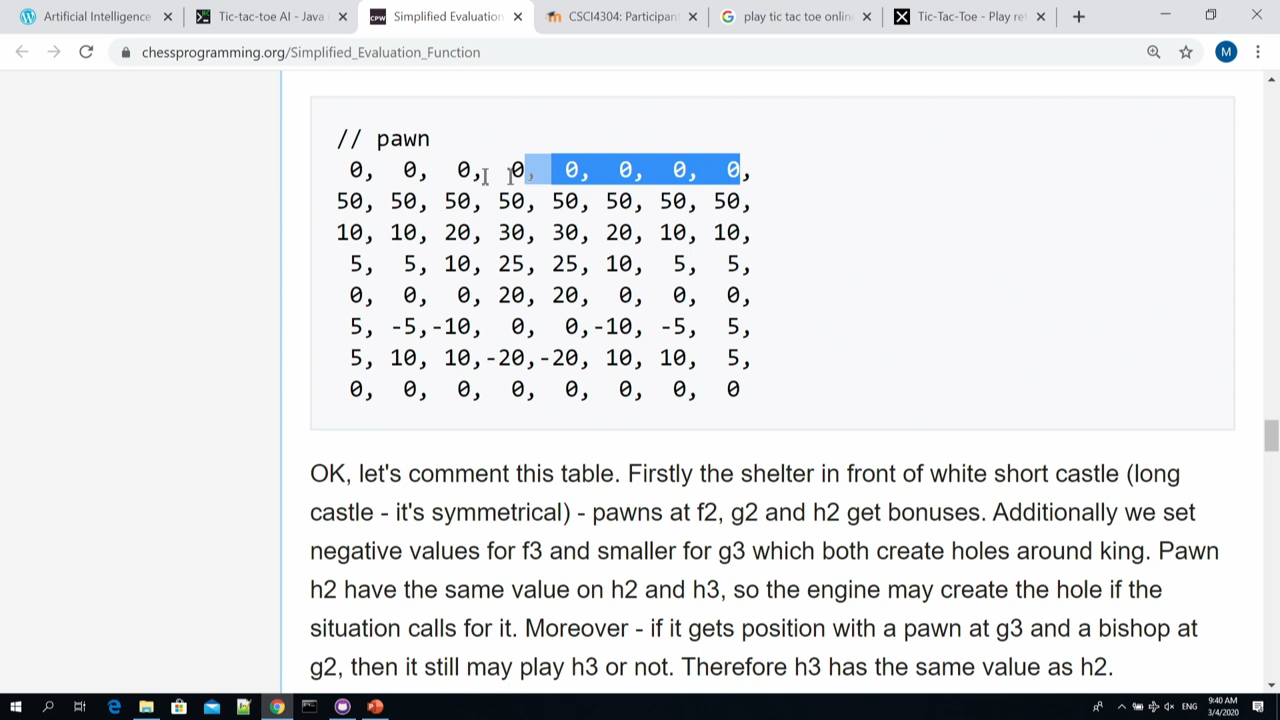 Artificial Intelligence
Tic-tac-toe AI - Java
CPW Simplified Evaluation
CSCI4304: Participan
play tic tac toe online
Tic-Tac-Toe - Play re
chessprogramming.org/Simplified_Evaluation_Function
M
// pawn
0, 0, 0, 0, 0, 0, 0, 0,
50, 50, 50, 50, 50, 50, 50, 50,
10, 10, 20, 30, 30, 20, 10, 10,
5, 5, 10, 25, 25, 10, 5, 5,
0, 0, 0, 20, 20, 0, 0, 0,
5, -5,-10, 0, 0,-10, -5, 5,
5, 10, 10,-20,-20, 10, 10, 5,
0, 0, 0, 0, 0, 0, 0, 0
OK, let's comment this table. Firstly the shelter in front of white short castle (long
castle - it's symmetrical) - pawns at f2, g2 and h2 get bonuses. Additionally we set
negative values for f3 and smaller for g3 which both create holes around king. Pawn
h2 have the same value on h2 and h3, so the engine may create the hole if the
situation calls for it. Moreover - if it gets position with a pawn at g3 and a bishop at
g2, then it still may play h3 or not. Therefore h3 has the same value as h2.
ENG
9:40 AM
3/4/2020